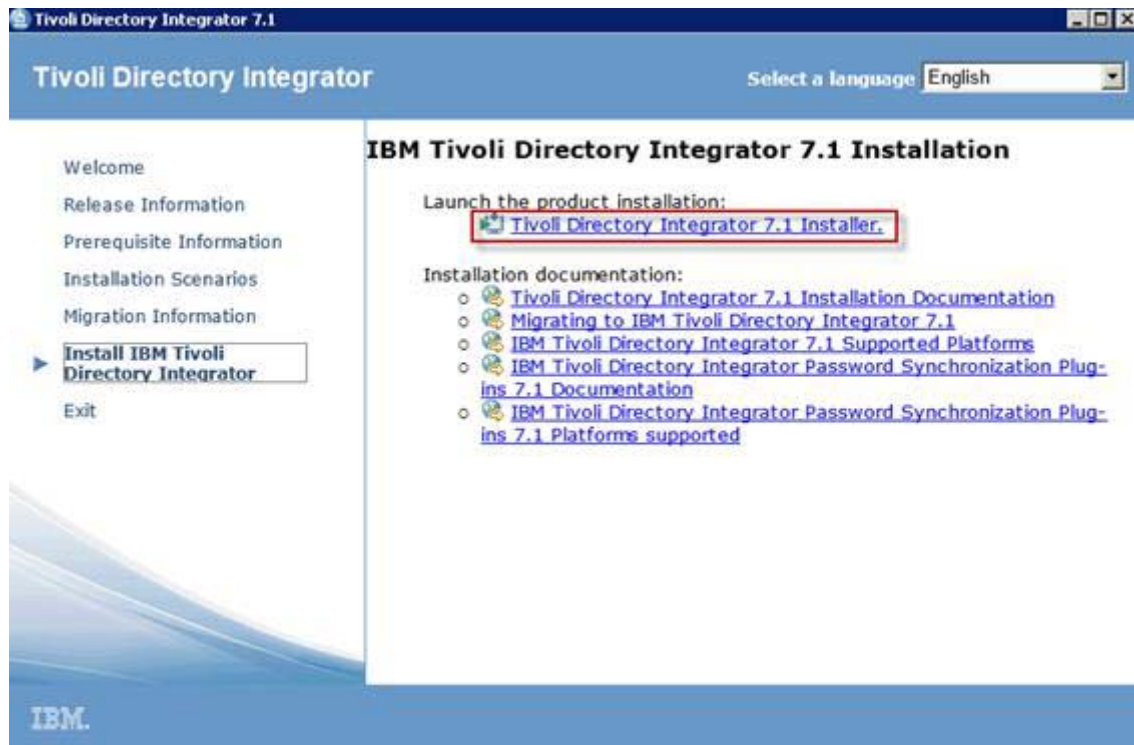 Tivoli Directory Integrator 7.1
Tivoli Directory Integrator
Select a language English
Welcome
Release Information
Prerequisite Information
Installation Scenarios
Migration Information
Install IBM Tivoli
Directory Integrator
Exit
IBM Tivoli Directory Integrator 7.1 Installation
Launch the product installation:
Tivoli Directory Integrator 7.1 Installer.
Installation documentation:
Tivoli Directory Integrator 7.1 Installation Documentation
Migrating to IBM Tivoli Directory Integrator 7.1
IBM Tivoli Directory Integrator 7.1 Supported Platforms
IBM Tivoli Directory Integrator Password Synchronization Plug-
ins 7.1 Documentation
IBM Tivoli Directory Integrator Password Synchronization Plug-
ins 7.1 Platforms supported
IBM.